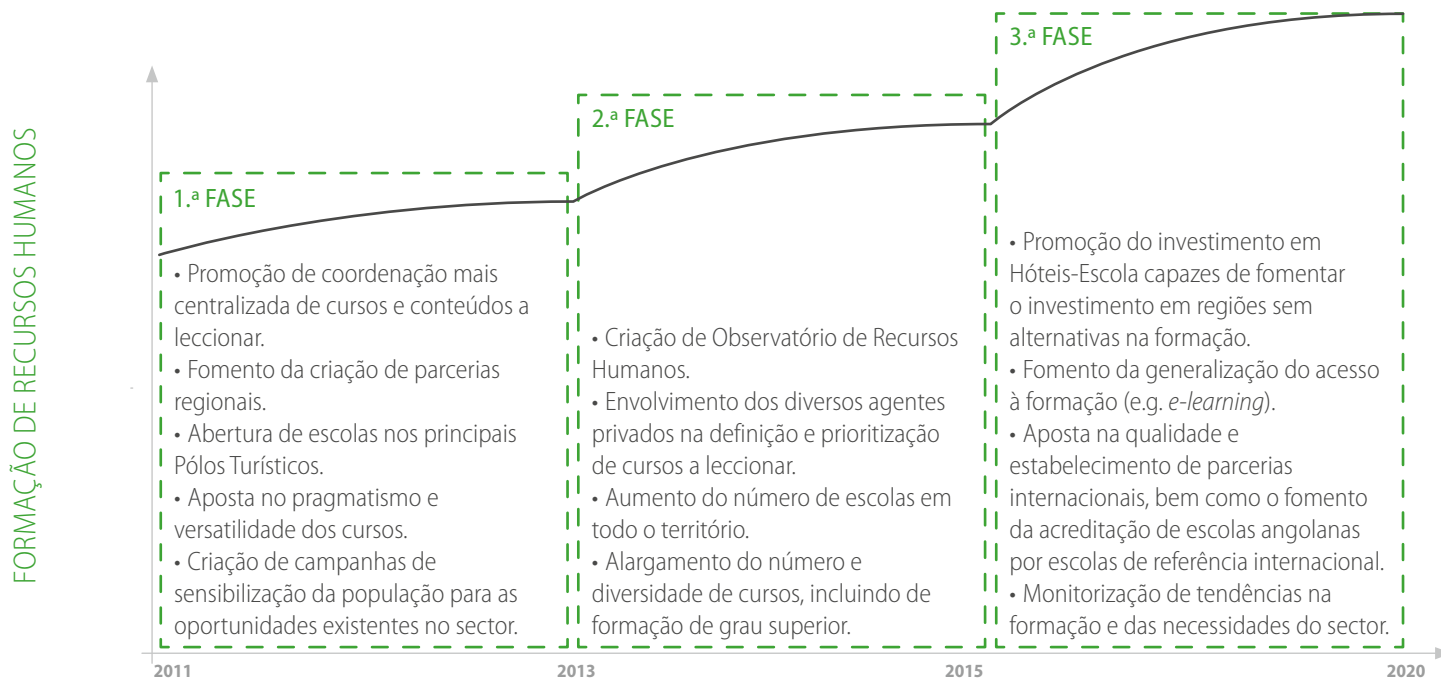 FORMAÇÃO DE RECURSOS HUMANOS
1.ª FASE
• Promoção de coordenação mais
centralizada de cursos e conteúdos a
leccionar.
• Fomento da criação de parcerias
regionais.
• Abertura de escolas nos principais
Pólos Turísticos.
• Aposta no pragmatismo e
versatilidade dos cursos.
• Criação de campanhas de
sensibilização da população para as
oportunidades existentes no sector.
2.ª FASE
• Criação de Observatório de Recursos
Humanos.
• Envolvimento dos diversos agentes
privados na definição e prioritização
de cursos a leccionar.
• Aumento do número de escolas em
todo o território.
• Alargamento do número e
diversidade de cursos, incluindo de
formação de grau superior.
3.ª FASE
• Promoção do investimento em
Hóteis-Escola capazes de fomentar
o investimento em regiões sem
alternativas na formação.
• Fomento da generalização do acesso
à formação (e.g. e-learning).
• Aposta na qualidade e
estabelecimento de parcerias
internacionais, bem como o fomento
da acreditação de escolas angolanas
por escolas de referência internacional.
• Monitorização de tendências na
formação e das necessidades do sector.
2011
2013
2015
2020